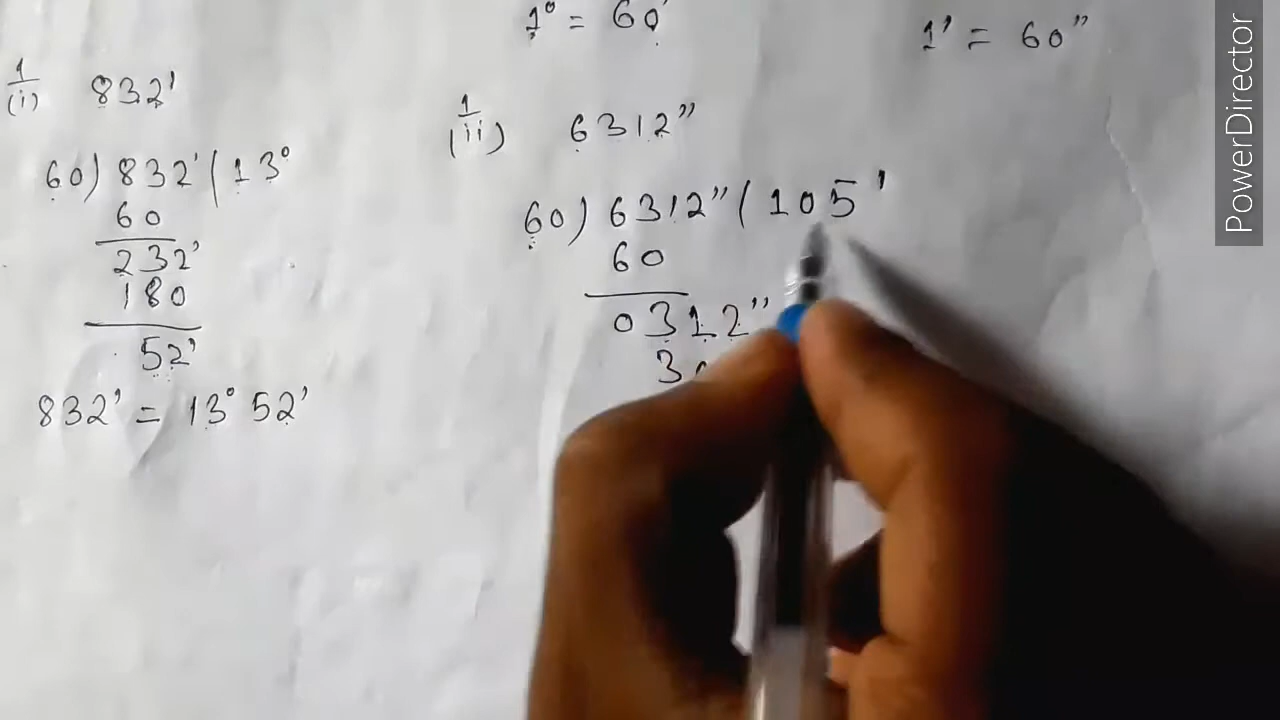 1° = 60'
1' = 60"
1
(i) 832'
60) 832' (13°
60
232'
180
52'
832' = 13° 52'
1
(ii) 6312"
60) 6312" (105'
60
0312"
3
PowerDirector